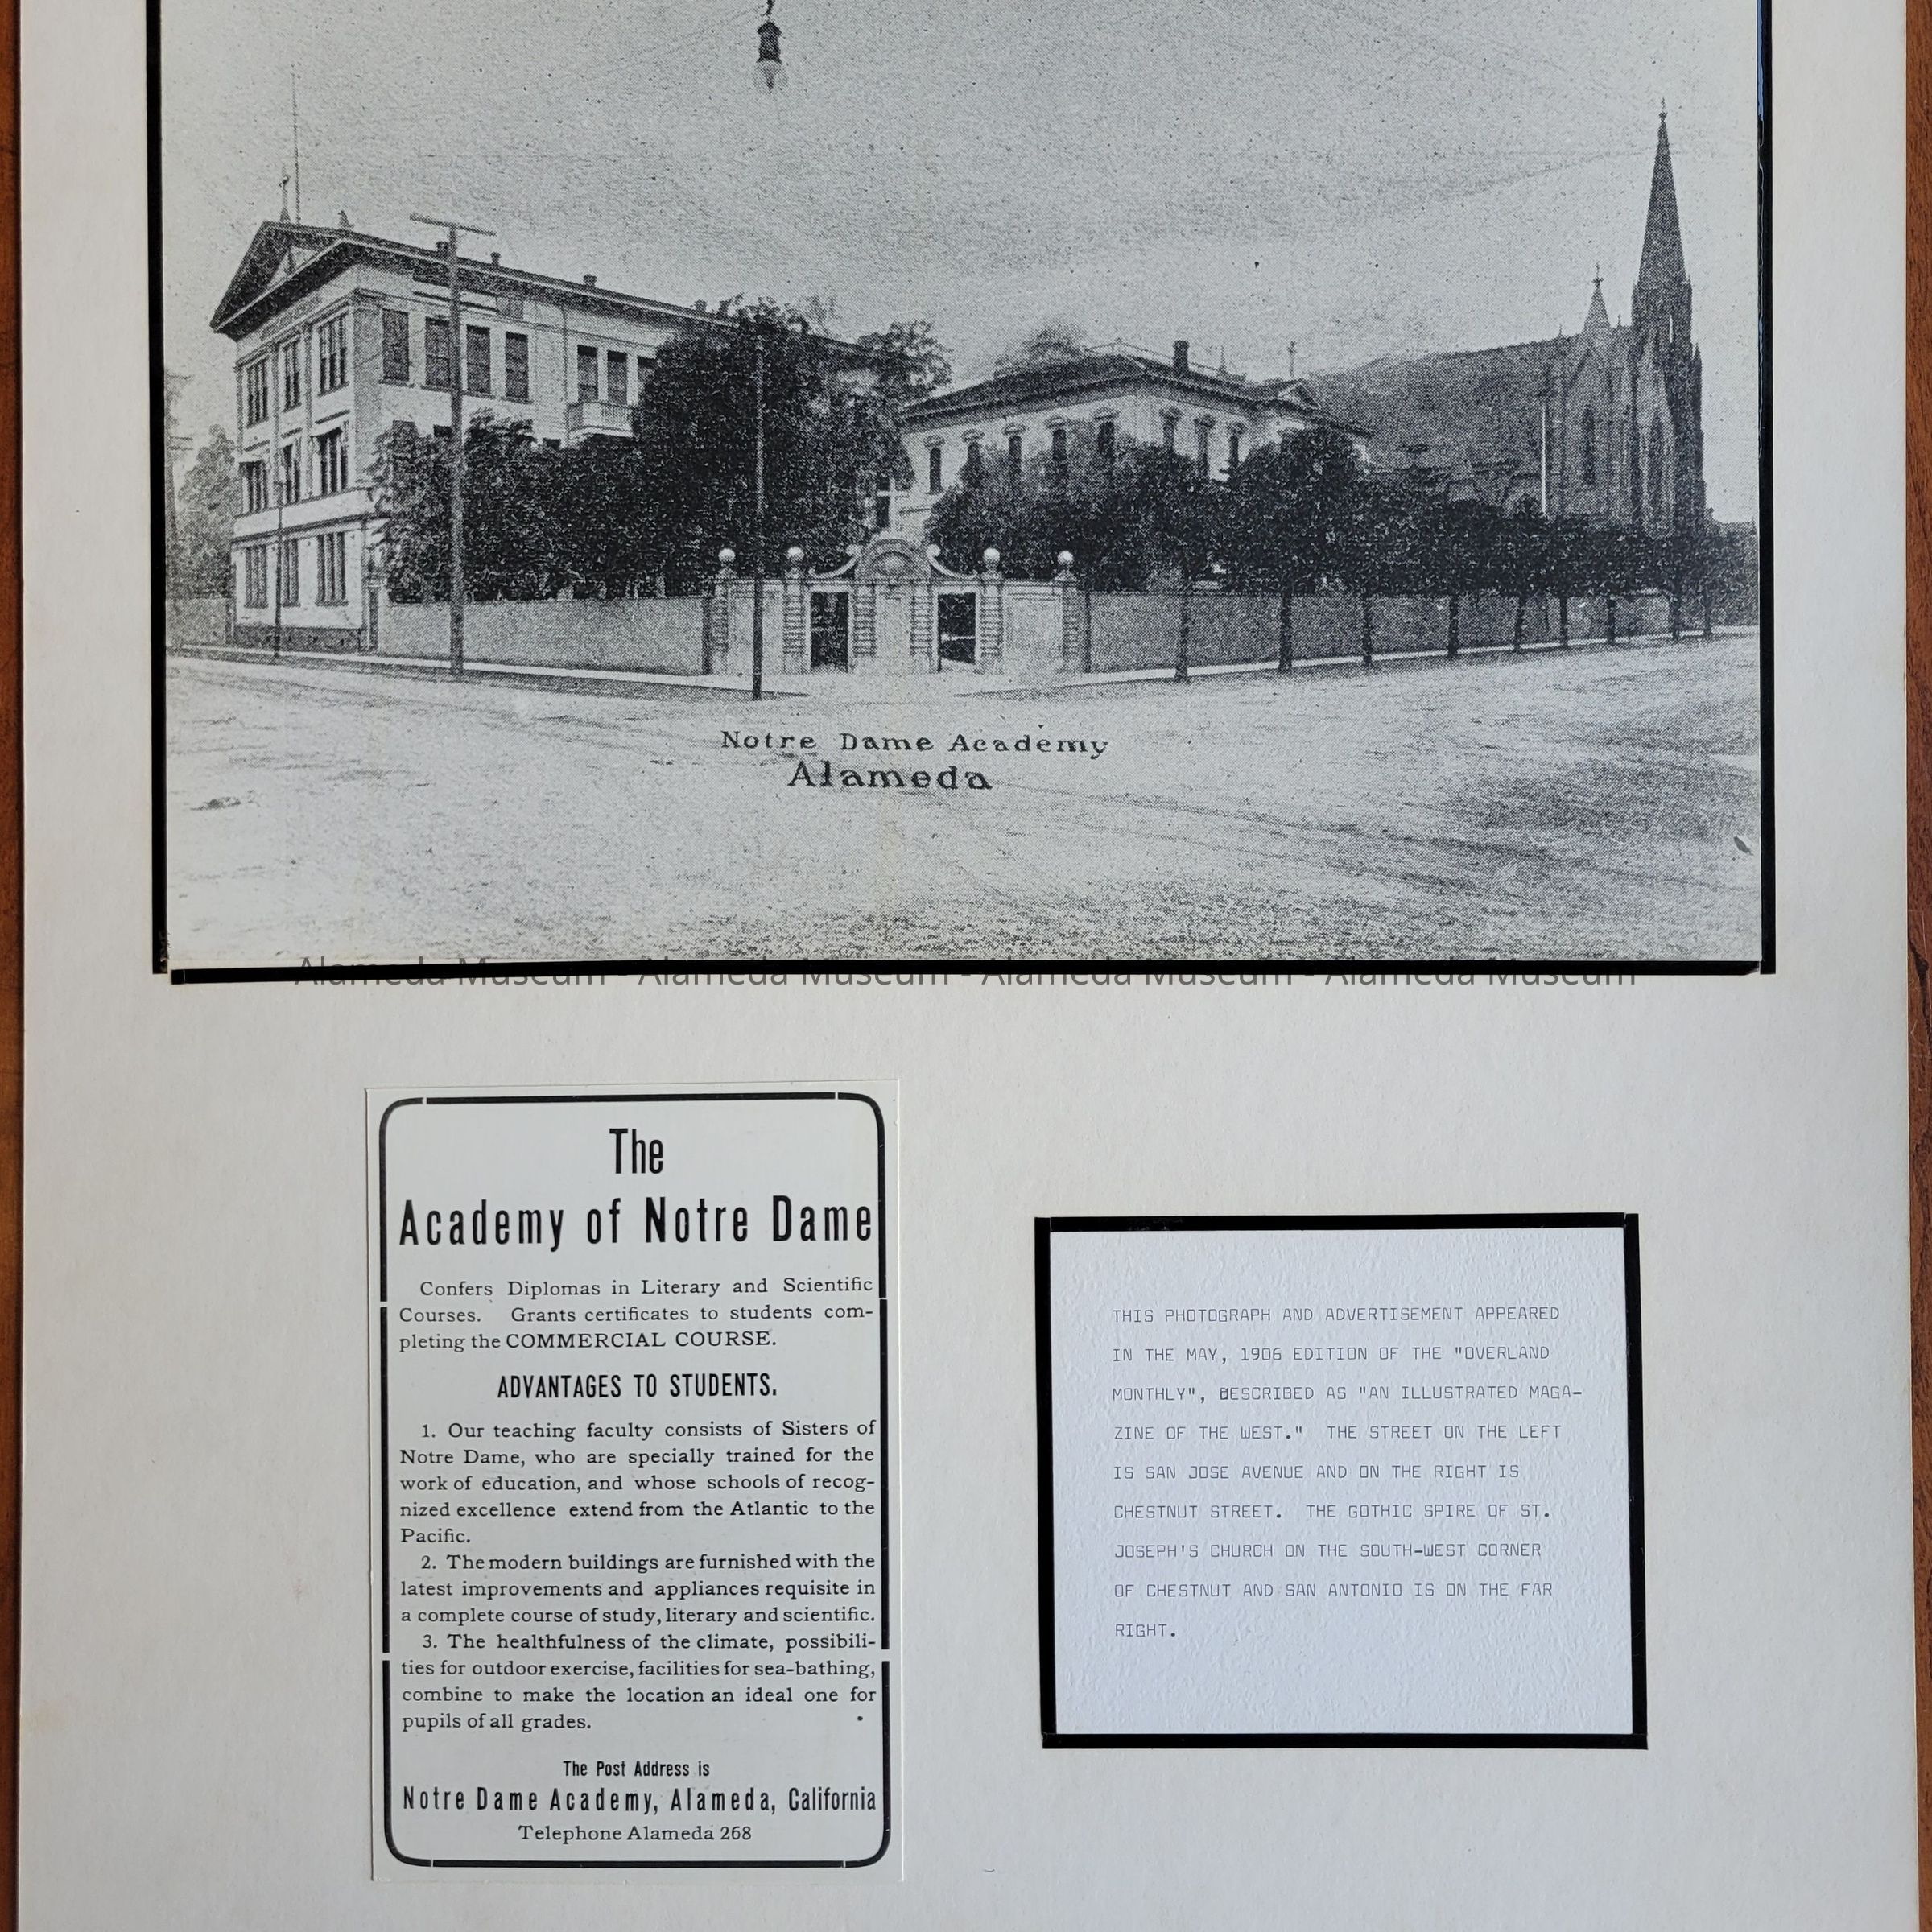 Notre Dame Academy
Alameda
Alameda Museum - Alameda Museum - Alameda Museum - Alameda Museum
The
Academy of Notre Dame
Confers Diplomas in Literary and Scientific
Courses. Grants certificates to students com-
pleting the COMMERCIAL COURSE.
ADVANTAGES TO STUDENTS.
1. Our teaching faculty consists of Sisters of
Notre Dame, who are specially trained for the
work of education, and whose schools of recog-
nized excellence extend from the Atlantic to the
Pacific.
2. The modern buildings are furnished with the
latest improvements and appliances requisite in
a complete course of study, literary and scientific.
3. The healthfulness of the climate, possibili-
ties for outdoor exercise, facilities for sea-bathing,
combine to make the location an ideal one for
pupils of all grades.
The Post Address is
Notre Dame Academy, Alameda, California
Telephone Alameda 268
THIS PHOTOGRAPH AND ADVERTISEMENT APPEARED
IN THE MAY, 1906 EDITION OF THE "OVERLAND
MONTHLY", DESCRIBED AS "AN ILLUSTRATED MAGA-
ZINE OF THE WEST." THE STREET ON THE LEFT
IS SAN JOSE AVENUE AND ON THE RIGHT IS
CHESTNUT STREET. THE GOTHIC SPIRE OF ST.
JOSEPH'S CHURCH ON THE SOUTH-WEST CORNER
OF CHESTNUT AND SAN ANTONIO IS ON THE FAR
RIGHT.